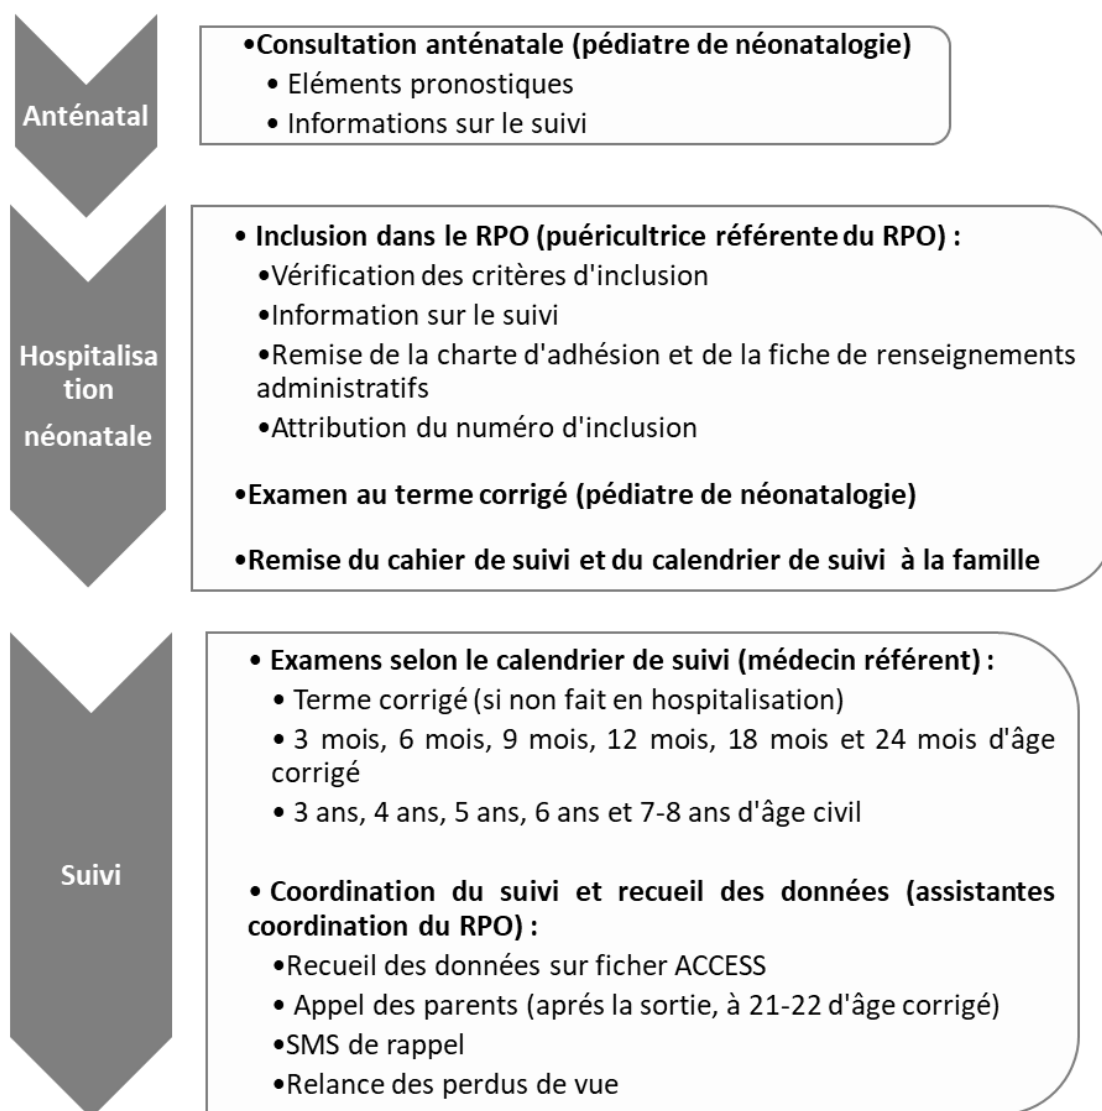 Anténatal
•Consultation anténatale (pédiatre de néonatalogie)
• Eléments pronostiques
• Informations sur le suivi
Hospitalisa
tion
néonatale
• Inclusion dans le RPO (puéricultrice référente du RPO) :
•Vérification des critères d'inclusion
•Information sur le suivi
•Remise de la charte d'adhésion et de la fiche de renseignements
administratifs
•Attribution du numéro d'inclusion
•Examen au terme corrigé (pédiatre de néonatalogie)
•Remise du cahier de suivi et du calendrier de suivi à la famille
Suivi
• Examens selon le calendrier de suivi (médecin référent) :
• Terme corrigé (si non fait en hospitalisation)
• 3 mois, 6 mois, 9 mois, 12 mois, 18 mois et 24 mois d'âge
corrigé
• 3 ans, 4 ans, 5 ans, 6 ans et 7-8 ans d'âge civil
• Coordination du suivi et recueil des données (assistantes
coordination du RPO) :
•Recueil des données sur ficher ACCESS
• Appel des parents (aprés la sortie, à 21-22 d'âge corrigé)
•SMS de rappel
•Relance des perdus de vue